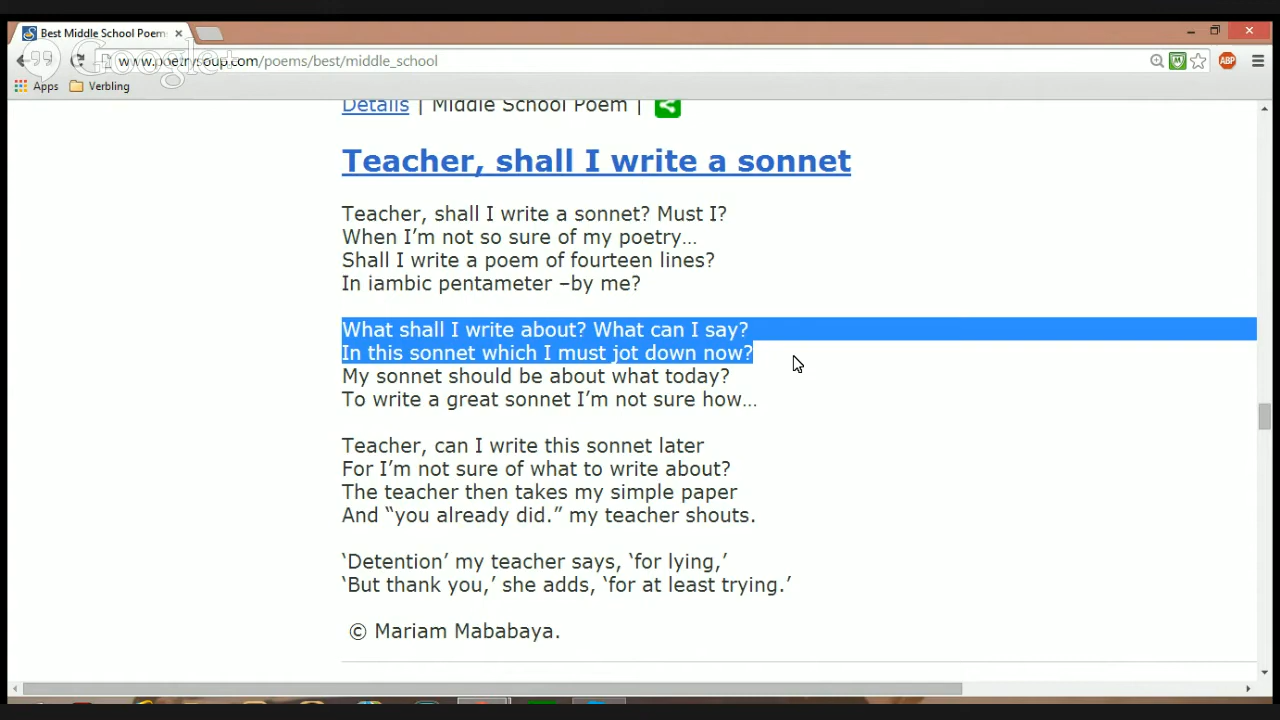 Best Middle School Poem
Google+
www.poetrysoup.com/poems/best/middle_school
ABP
Apps
Verbling
Details | Middle School Poem |
Teacher, shall I write a sonnet
Teacher, shall I write a sonnet? Must I?
When I’m not so sure of my poetry…
Shall I write a poem of fourteen lines?
In iambic pentameter –by me?
What shall I write about? What can I say?
In this sonnet which I must jot down now?
My sonnet should be about what today?
To write a great sonnet I’m not sure how…
Teacher, can I write this sonnet later
For I’m not sure of what to write about?
The teacher then takes my simple paper
And “you already did.” my teacher shouts.
‘Detention’ my teacher says, ‘for lying,’
‘But thank you,’ she adds, ‘for at least trying.’
© Mariam Mababaya.